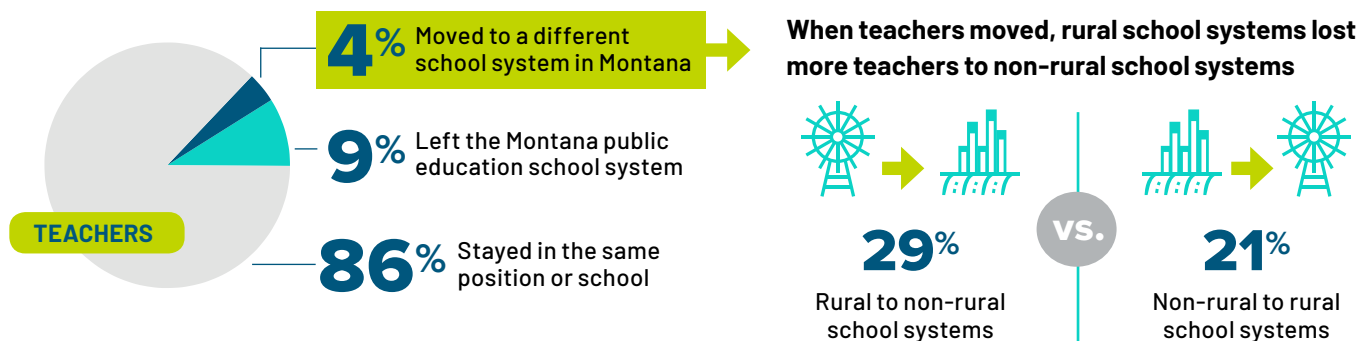 4% Moved to a different
school system in Montana
9% Left the Montana public
education school system
86% Stayed in the same
position or school
TEACHERS
When teachers moved, rural school systems lost
more teachers to non-rural school systems
29%
Rural to non-rural
school systems
vs.
21%
Non-rural to rural
school systems